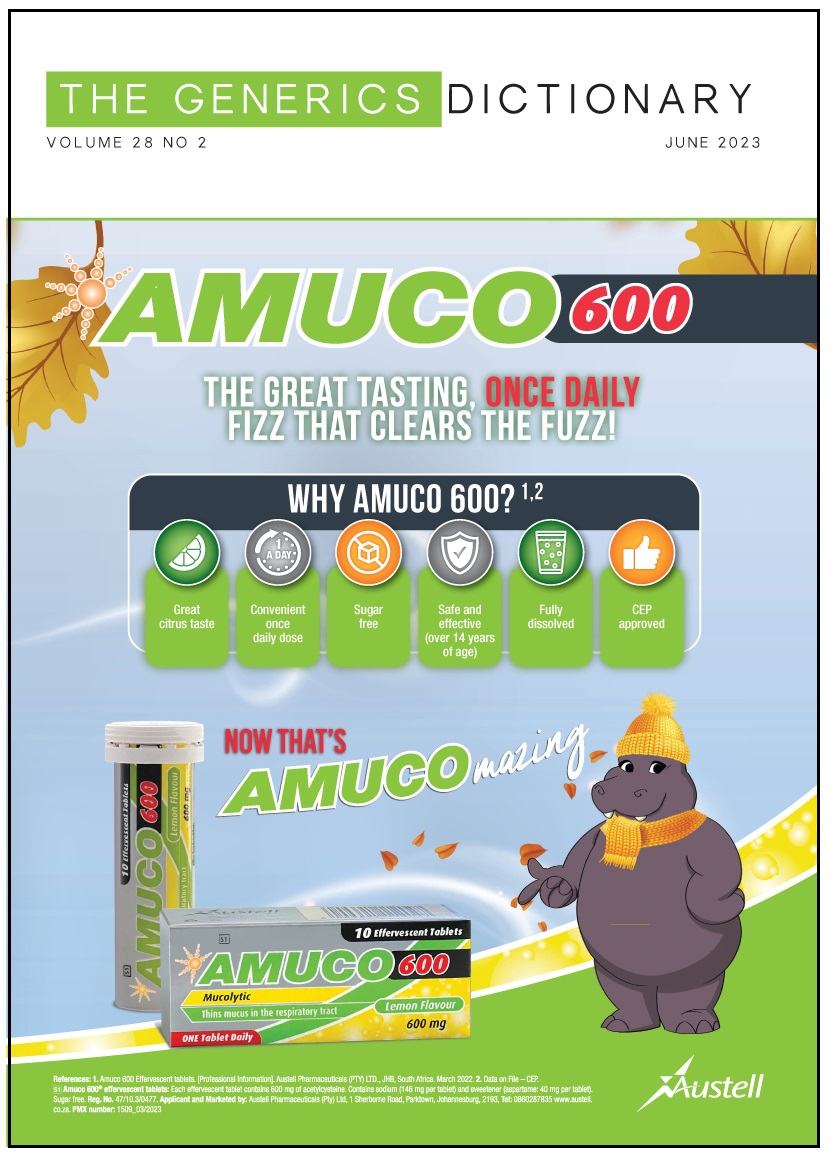 THE GENERICS DICTIONARY
VOLUME 28 NO 2
JUNE 2023
AMUCO 600
THE GREAT TASTING, ONCE DAILY
FIZZ THAT CLEARS THE FUZZ!
WHY AMUCO 600? 1,2
Great
citrus taste
1
A DAY
Convenient
once
daily dose
Sugar
free
Safe and
effective
(over 14 years
of age)
Fully
dissolved
CEP
approved
NOW THAT'S
AMUCOmazing
10 Effervescent Tablets
AMUCO 600
Lemon Flavour
600 mg
S1
Austell
S1
10 Effervescent Tablets
AMUCO 600
Mucolytic
Thins mucus in the respiratory tract
Lemon Flavour
600 mg
ONE Tablet Daily
References: 1. Amuco 600 Effervescent tablets. [Professional Information]. Austell Pharmaceuticals (PTY) LTD., JHB, South Africa. March 2022. 2. Data on File – CEP.
S1 Amuco 600® effervescent tablets: Each effervescent tablet contains 600 mg of acetylcysteine. Contains sodium (146 mg per tablet) and sweetener (aspartame: 40 mg per tablet).
Sugar free. Reg. No. 47/10.3/0477. Applicant and Marketed by: Austell Pharmaceuticals (Pty) Ltd, 1 Sherborne Road, Parktown, Johannesburg, 2193, Tel: 0860287835 www.austell.
co.za. PMX number: 1509_03/2023
Austell